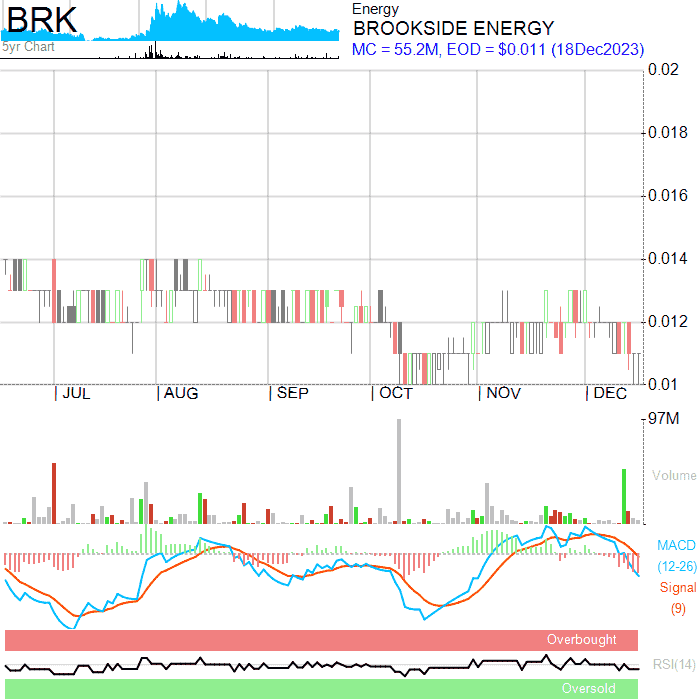 BRK
5yr Chart
Energy
BROOKSIDE ENERGY
MC = 55.2M, EOD = $0.011 (18Dec2023)
0.02
0.018
0.016
0.014
0.012
0.01
JUL AUG SEP OCT NOV DEC
97M
Volume
MACD
(12-26)
Signal
(9)
Overbought
RSI(14)
Oversold